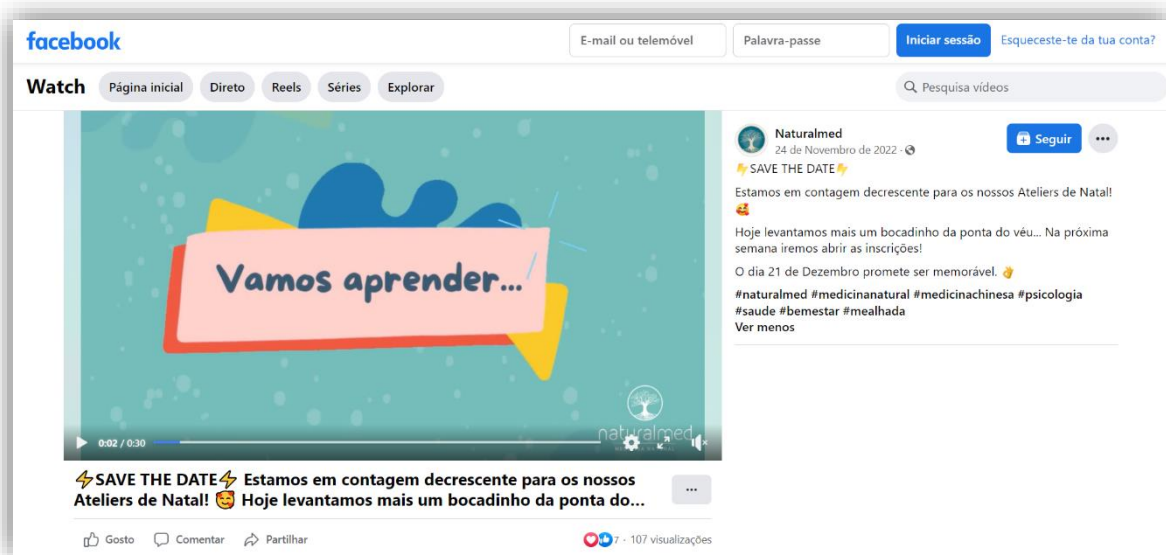 facebook
E-mail ou telemóvel
Palavra-passe
Iniciar sessão
Esqueceste-te da tua conta?
Watch
Página inicial
Direto
Reels
Séries
Explorar
Pesquisa vídeos
Vamos aprender...
naturalmed
0:02 / 0:30
⚡SAVE THE DATE⚡ Estamos em contagem decrescente para os nossos
Ateliers de Natal! 🥰 Hoje levantamos mais um bocadinho da ponta do...
Gosto
Comentar
Partilhar
7 · 107 visualizações
Naturalmed
24 de Novembro de 2022 ·
Seguir
⚡SAVE THE DATE⚡
Estamos em contagem decrescente para os nossos Ateliers de Natal!
🥰
Hoje levantamos mais um bocadinho da ponta do véu... Na próxima
semana iremos abrir as inscrições!
O dia 21 de Dezembro promete ser memorável. 👌
#naturalmed #medicinanatural #medicinachinesa #psicologia
#saude #bemestar #mealhada
Ver menos